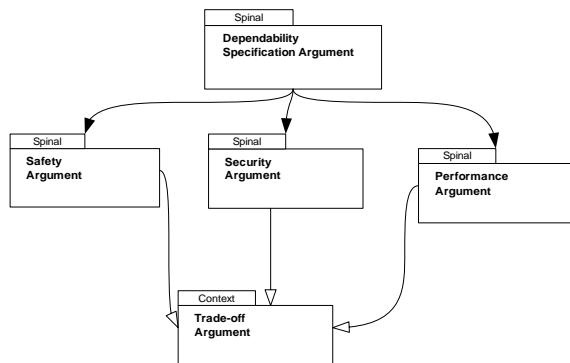 Spinal
Dependability
Specification Argument
Spinal
Safety
Argument
Spinal
Security
Argument
Spinal
Performance
Argument
Context
Trade-off
Argument